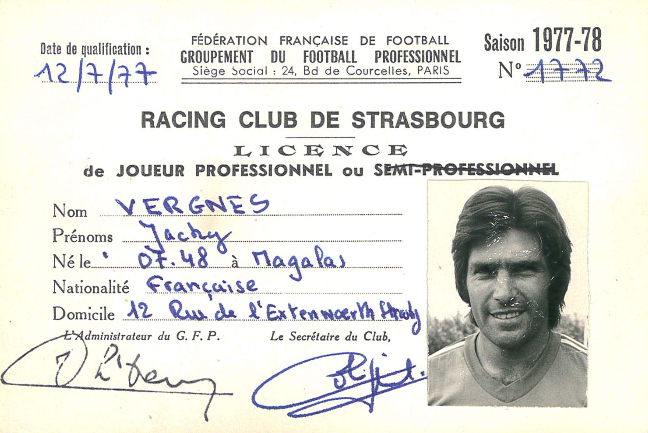 Date de qualification :
12/7/77
FÉDÉRATION FRANÇAISE DE FOOTBALL
GROUPEMENT DU FOOTBALL PROFESSIONNEL
Siège Social : 24, Bd de Courcelles, PARIS
Saison 1977-78
N° 1772
RACING CLUB DE STRASBOURG
LICENCE
de JOUEUR PROFESSIONNEL ou SEMI-PROFESSIONNEL
Nom VERGNES
Prénoms Jacky
Né le 07.48 à Magalas
Nationalité Française
Domicile 12 Rue de l'
L'Administrateur du G. F. P. Le Secrétaire du Club,